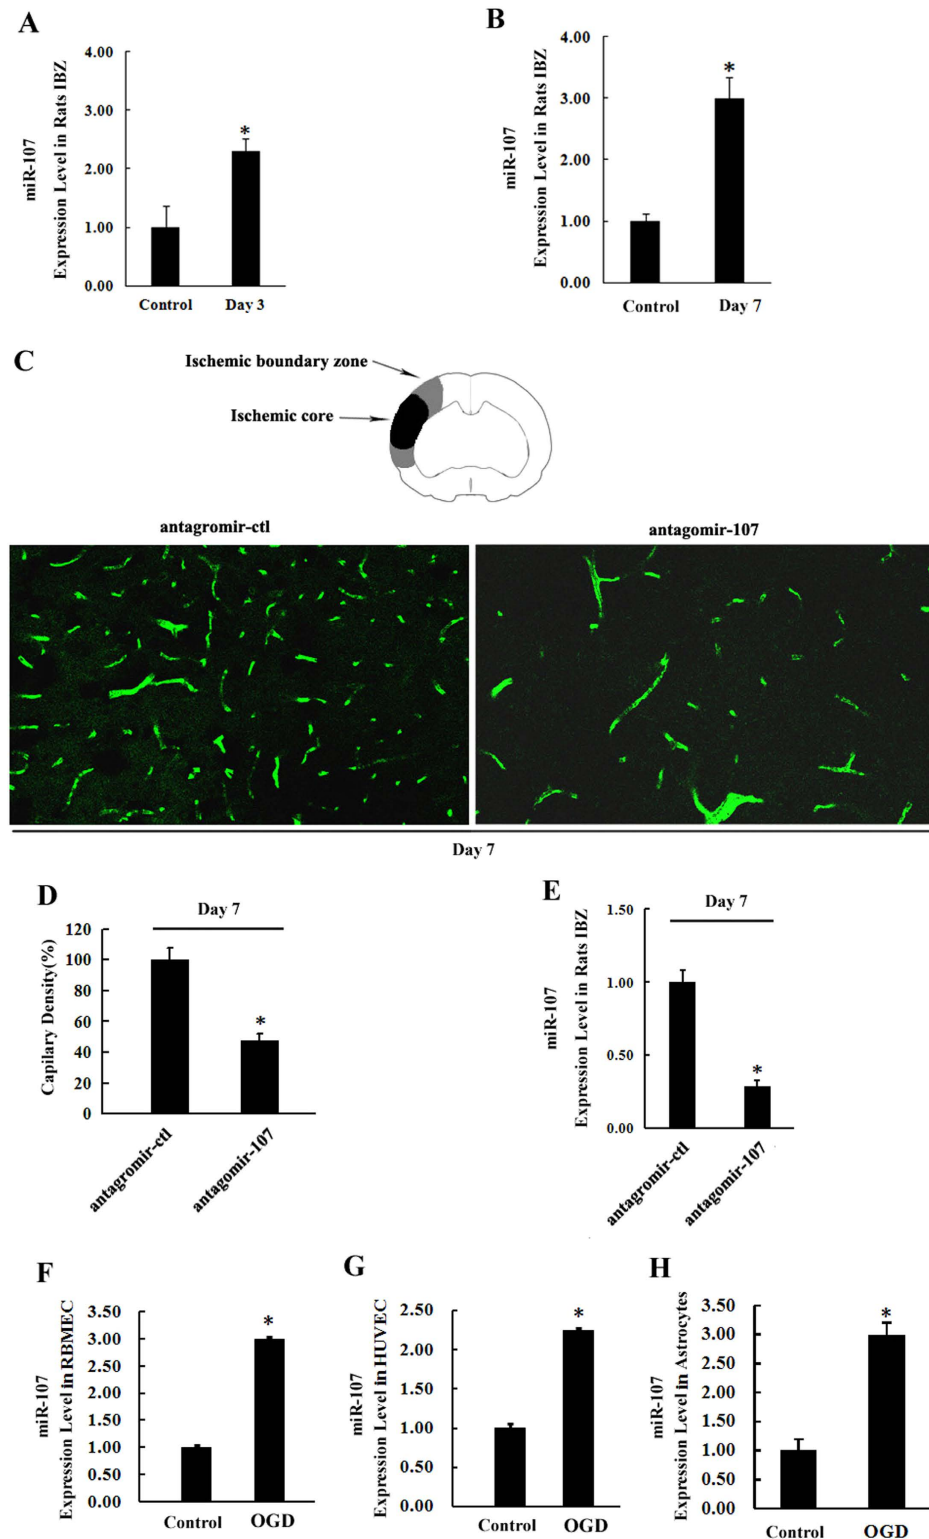 A
miR-107
Expression Level in Rats IBZ
4.00
3.00
2.00
1.00
0.00
*
Control
Day 3
B
miR-107
Expression Level in Rats IBZ
4.00
3.00
2.00
1.00
0.00
*
Control
Day 7
C
Ischemic boundary zone
Ischemic core
antagromir-ctl
antagomir-107
Day 7
D
Day 7
Capilary Density(%)
120
100
80
60
40
20
0
*
antagromir-ctl
antagomir-107
E
Day 7
miR-107
Expression Level in Rats IBZ
1.50
1.00
0.50
0.00
*
antagromir-ctl
antagomir-107
F
miR-107
Expression Level in RBMEC
3.50
3.00
2.50
2.00
1.50
1.00
0.50
0.00
*
Control
OGD
G
miR-107
Expression Level in HUVEC
2.50
2.00
1.50
1.00
0.50
0.00
*
Control
OGD
H
miR-107
Expression Level in Astrocytes
3.50
3.00
2.50
2.00
1.50
1.00
0.50
0.00
*
Control
OGD